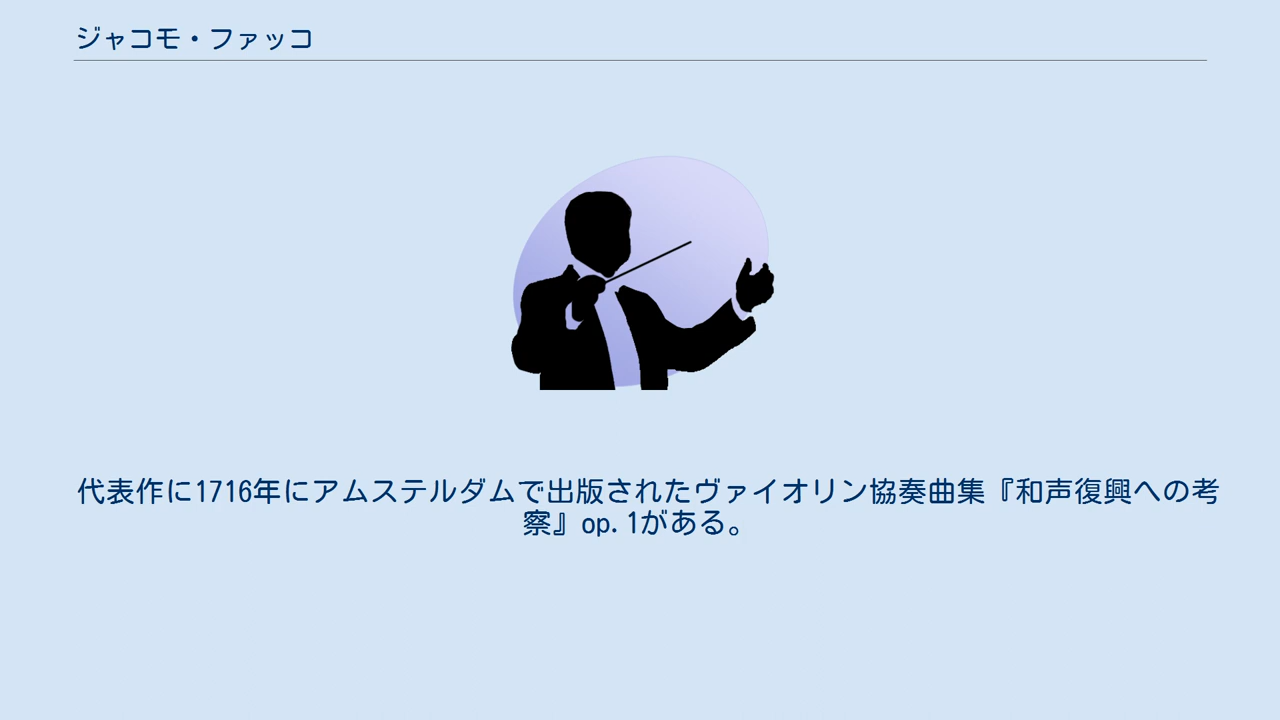 ジャコモ・ファッコ
代表作に1716年にアムステルダムで出版されたヴァイオリン協奏曲集『和声復興への考
察』op.1がある。